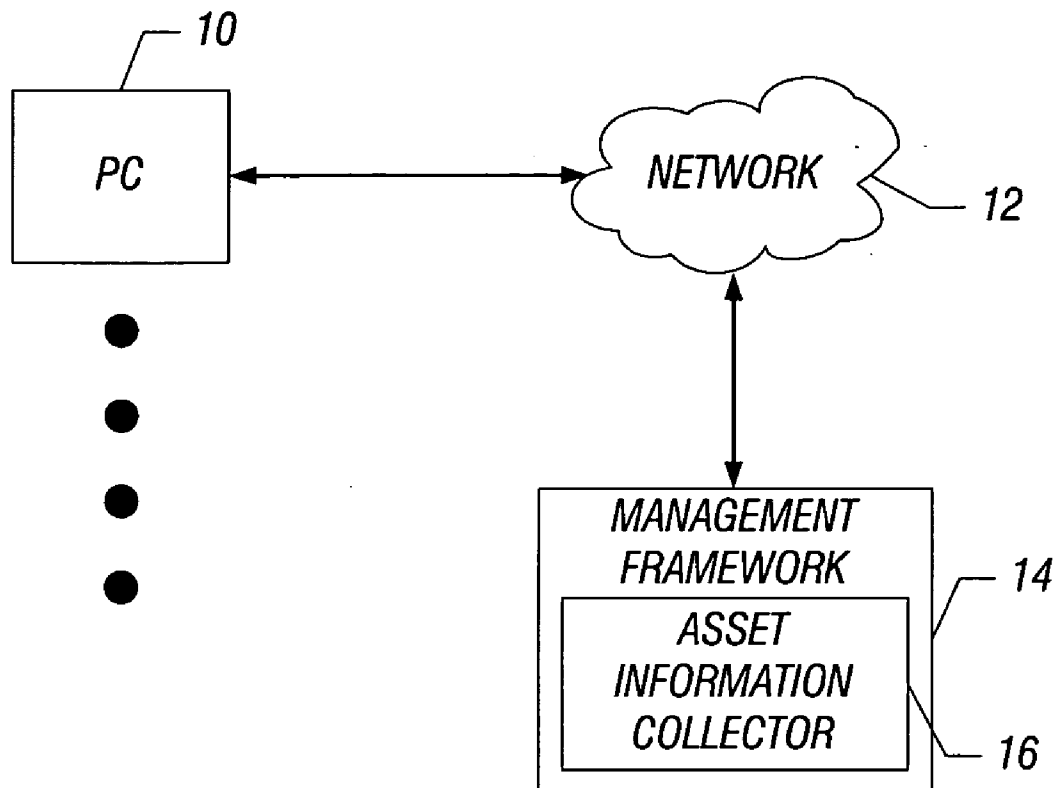 10
PC
NETWORK
12
MANAGEMENT
FRAMEWORK
14
ASSET
INFORMATION
COLLECTOR
16